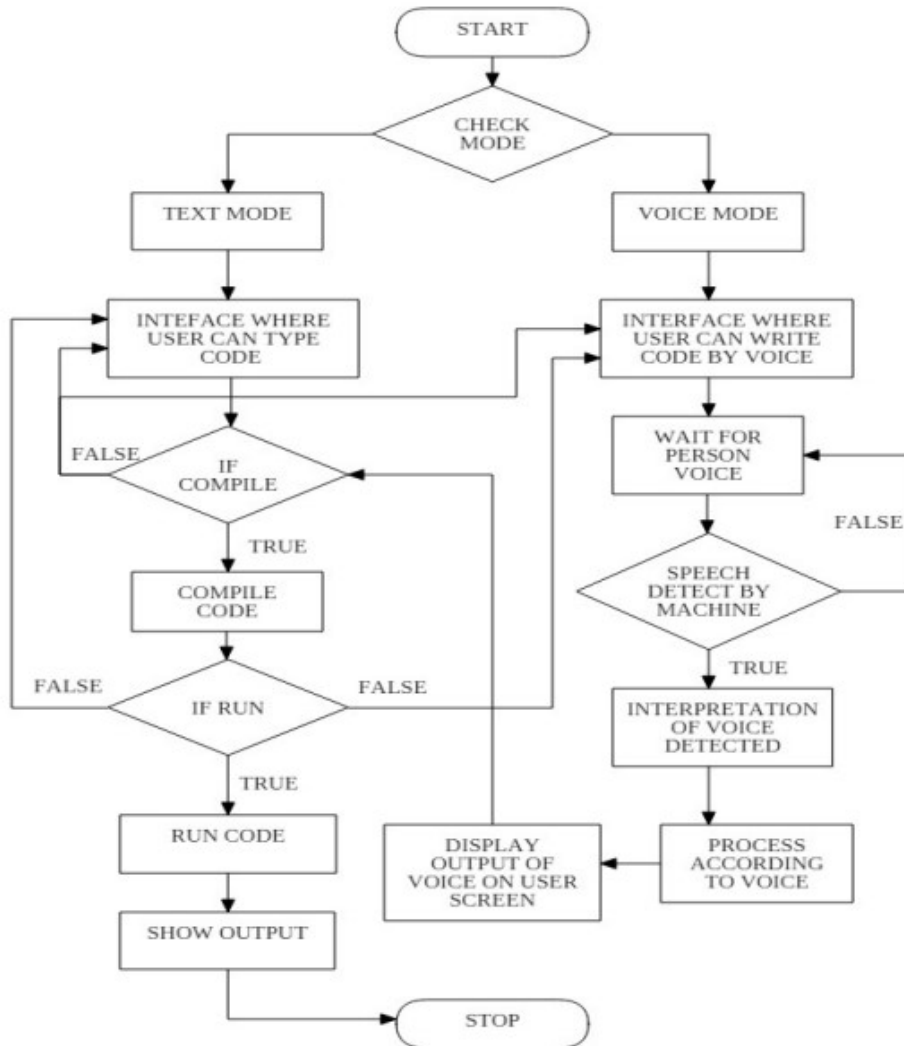 START
CHECK
MODE
TEXT MODE
VOICE MODE
INTEFACE WHERE
USER CAN TYPE
CODE
INTERFACE WHERE
USER CAN WRITE
CODE BY VOICE
FALSE
IF
COMPILE
WAIT FOR
PERSON
VOICE
FALSE
TRUE
COMPILE
CODE
SPEECH
DETECT BY
MACHINE
FALSE
IF RUN
FALSE
TRUE
INTERPRETATION
OF VOICE
DETECTED
TRUE
RUN CODE
DISPLAY
OUTPUT OF
VOICE ON USER
SCREEN
PROCESS
ACCORDING
TO VOICE
SHOW OUTPUT
STOP